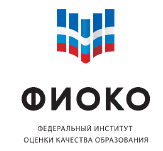 ФИОКО
ФЕДЕРАЛЬНЫЙ ИНСТИТУТ
ОЦЕНКИ КАЧЕСТВА ОБРАЗОВАНИЯ